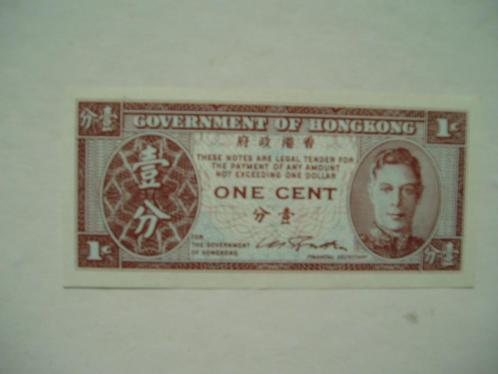 分壹
GOVERNMENT OF HONGKONG
1¢
府政港香
THESE NOTES ARE LEGAL TENDER FOR
THE PAYMENT OF ANY AMOUNT
NOT EXCEEDING ONE DOLLAR
壹
分
ONE CENT
分壹
FOR
THE GOVERNMENT
OF HONGKONG
FINANCIAL SECRETARY
1¢
分壹